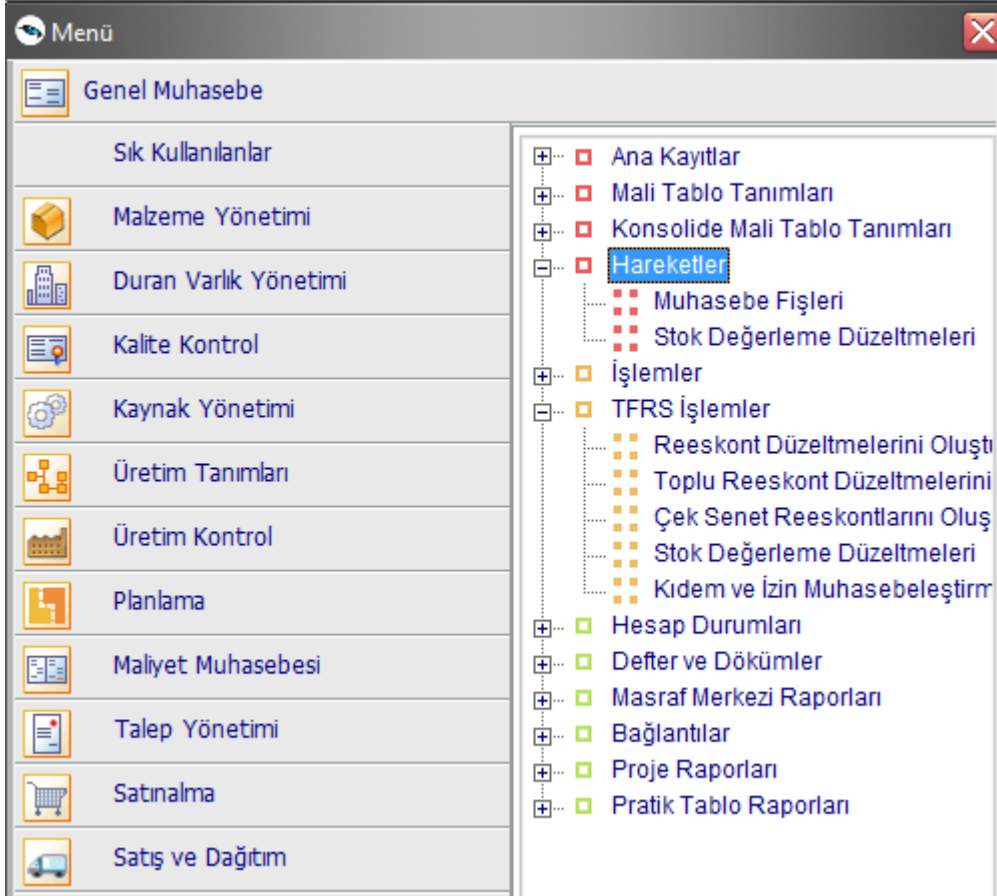 Menü
Genel Muhasebe
Sık Kullanılanlar
Malzeme Yönetimi
Duran Varlık Yönetimi
Kalite Kontrol
Kaynak Yönetimi
Üretim Tanımları
Üretim Kontrol
Planlama
Maliyet Muhasebesi
Talep Yönetimi
Satınalma
Satış ve Dağıtım
Ana Kayıtlar
Mali Tablo Tanımları
Konsolide Mali Tablo Tanımları
Hareketler
Muhasebe Fişleri
Stok Değerleme Düzeltmeleri
İşlemler
TFRS İşlemler
Reeskont Düzeltmelerini Oluştu
Toplu Reeskont Düzeltmelerini
Çek Senet Reeskontlarını Oluş
Stok Değerleme Düzeltmeleri
Kıdem ve İzin Muhasebeleştirm
Hesap Durumları
Defter ve Dökümler
Masraf Merkezi Raporları
Bağlantılar
Proje Raporları
Pratik Tablo Raporları